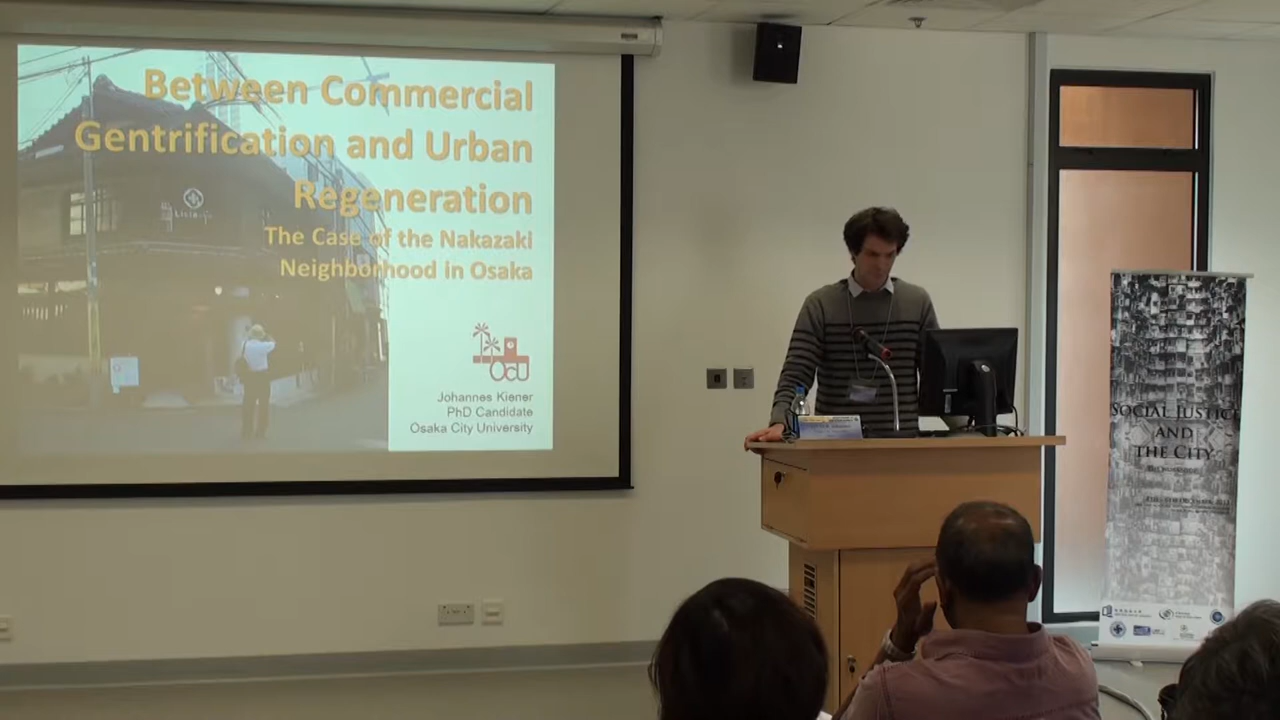 Between Commercial
Gentrification and Urban
Regeneration
The Case of the Nakazaki
Neighborhood in Osaka
OCU
Johannes Kiener
PhD Candidate
Osaka City University
SOCIAL JUSTICE
AND
THE CITY